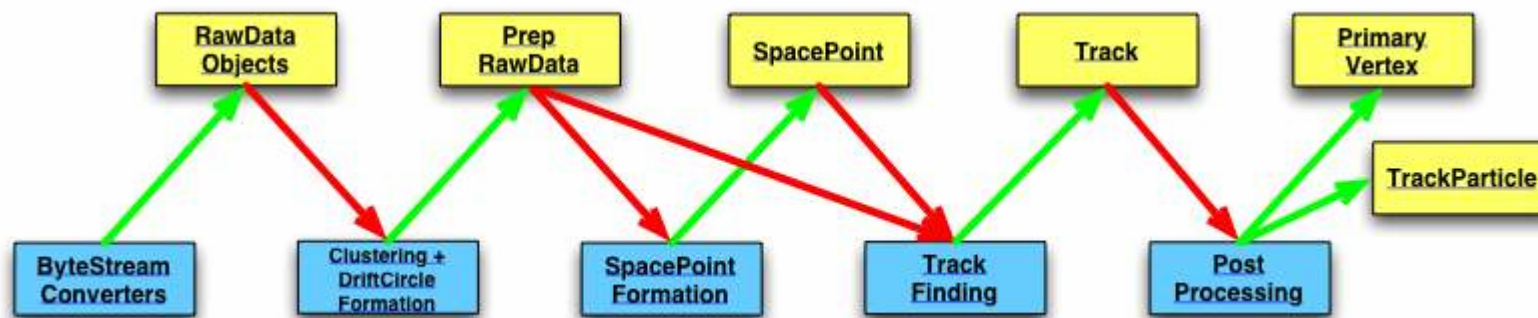 RawData
Objects
Prep
RawData
SpacePoint
Track
Primary
Vertex
TrackParticle
ByteStream
Converters
Clustering +
DriftCircle
Formation
SpacePoint
Formation
Track
Finding
Post
Processing